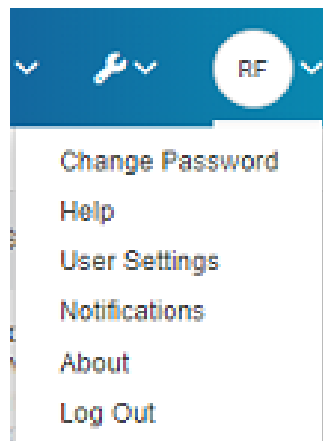 RF
Change Password
Help
User Settings
Notifications
About
Log Out